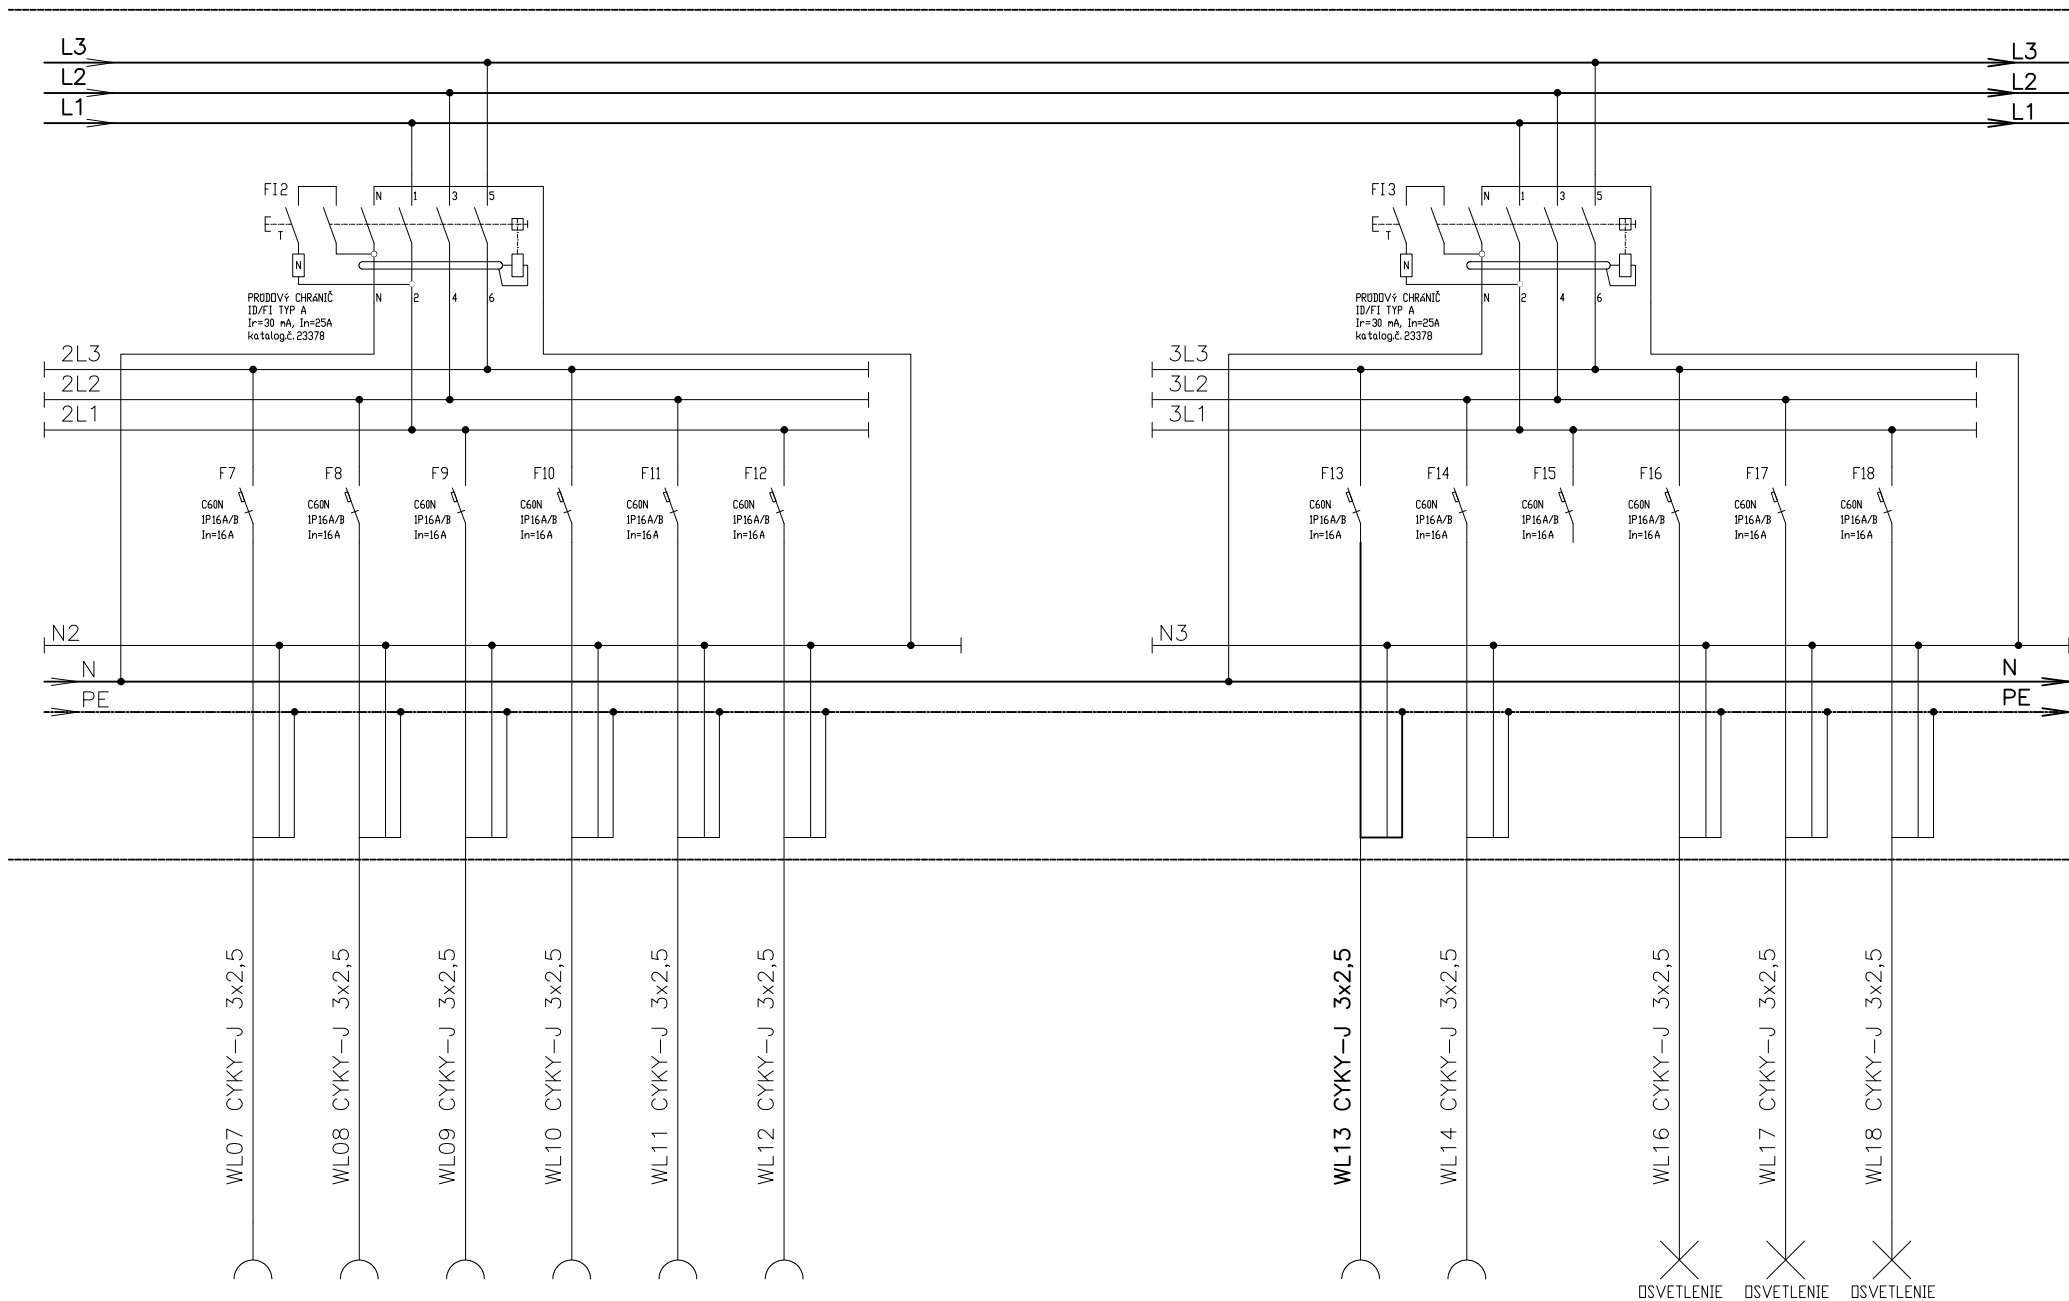 L3
L3
L2
L2
L1
L1
FI2
N
1
3
5
T
N
N
2
4
6
PRÚDOVÝ CHRÁNIČ
ID/FI TYP A
Ir=30 mA, In=25A
katalog.č. 23378
FI3
N
1
3
5
T
N
N
2
4
6
PRÚDOVÝ CHRÁNIČ
ID/FI TYP A
Ir=30 mA, In=25A
katalog.č. 23378
2L3
2L2
2L1
3L3
3L2
3L1
F7
C60N
1P16A/B
In=16A
F8
C60N
1P16A/B
In=16A
F9
C60N
1P16A/B
In=16A
F10
C60N
1P16A/B
In=16A
F11
C60N
1P16A/B
In=16A
F12
C60N
1P16A/B
In=16A
F13
C60N
1P16A/B
In=16A
F14
C60N
1P16A/B
In=16A
F15
C60N
1P16A/B
In=16A
F16
C60N
1P16A/B
In=16A
F17
C60N
1P16A/B
In=16A
F18
C60N
1P16A/B
In=16A
N2
N3
N
N
PE
PE
WL07 CYKY-J 3x2,5
WL08 CYKY-J 3x2,5
WL09 CYKY-J 3x2,5
WL10 CYKY-J 3x2,5
WL11 CYKY-J 3x2,5
WL12 CYKY-J 3x2,5
WL13 CYKY-J 3x2,5
WL14 CYKY-J 3x2,5
WL16 CYKY-J 3x2,5
WL17 CYKY-J 3x2,5
WL18 CYKY-J 3x2,5
OSVETLENIE
OSVETLENIE
OSVETLENIE